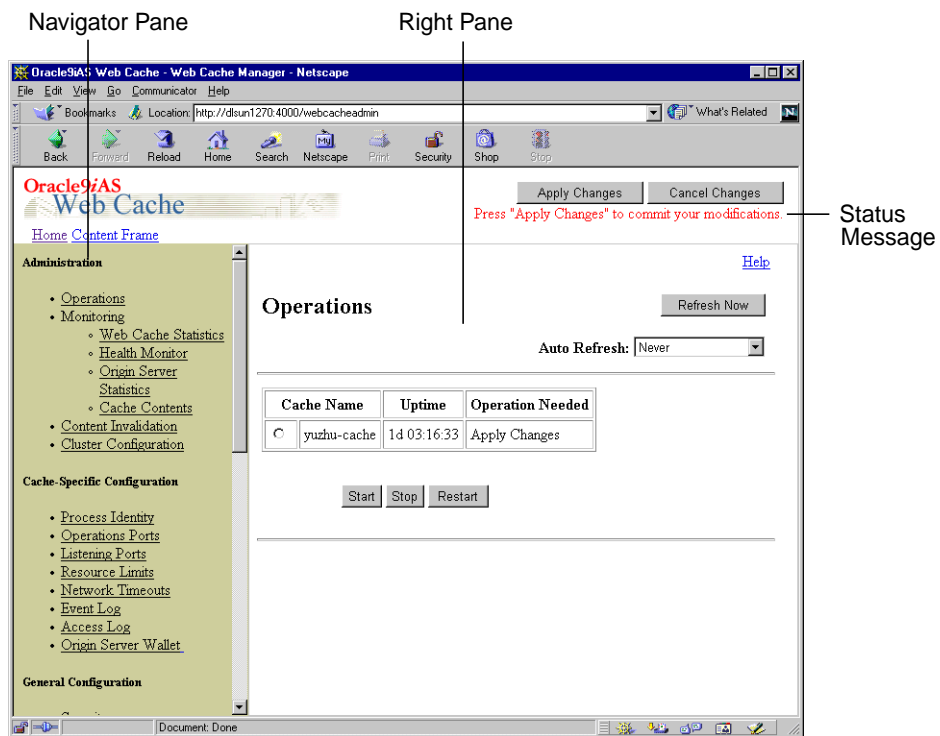 Navigator Pane
Right Pane
Oracle9iAS Web Cache - Web Cache Manager - Netscape
File Edit View Go Communicator Help
Bookmarks Location: http://dlsun1270:4000/webcacheadmin What's Related
Back Forward Reload Home Search Netscape Print Security Shop Stop
My
N
Oracle9iAS
Web Cache
Apply Changes Cancel Changes
Press "Apply Changes" to commit your modifications.
Status
Message
Home Content Frame
Administration
• Operations
• Monitoring
◦ Web Cache Statistics
◦ Health Monitor
◦ Origin Server
Statistics
◦ Cache Contents
• Content Invalidation
• Cluster Configuration
Cache-Specific Configuration
• Process Identity
• Operations Ports
• Listening Ports
• Resource Limits
• Network Timeouts
• Event Log
• Access Log
• Origin Server Wallet
General Configuration
Help
Operations
Refresh Now
Auto Refresh: Never
Cache Name Uptime Operation Needed
yuzhu-cache 1d 03:16:33 Apply Changes
Start Stop Restart
Document: Done